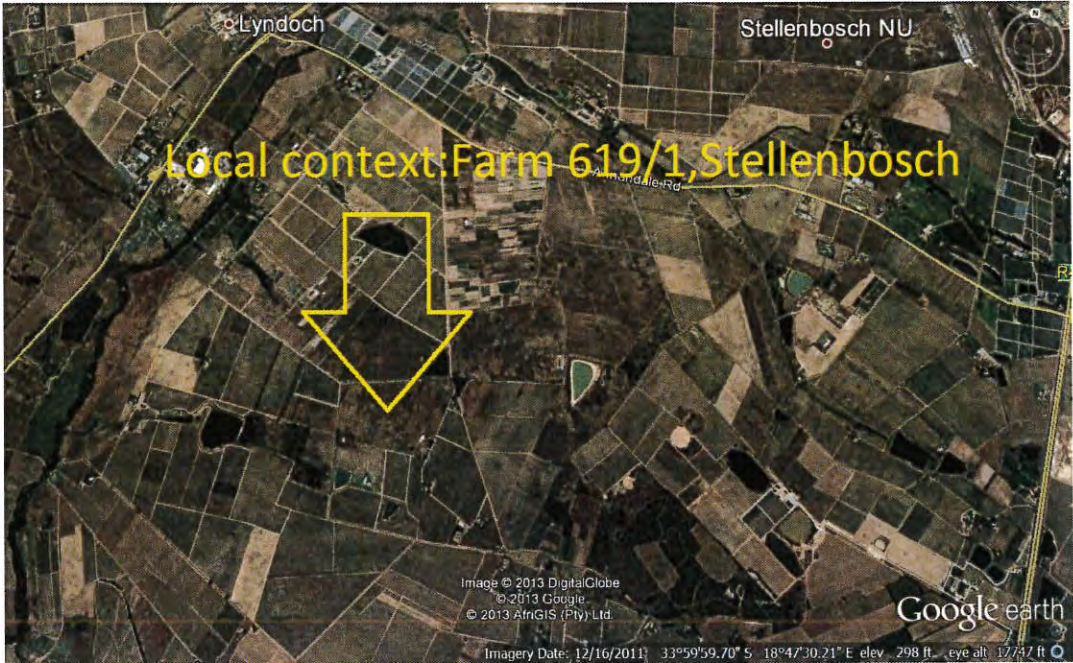 Lyndoch
Stellenbosch NU
Local context:Farm 619/1,Stellenbosch
Annandale Rd
Image © 2013 DigitalGlobe
© 2013 Google
© 2013 AfriGIS (Pty) Ltd.
Google earth
Imagery Date: 12/16/2011 33°59'59.70" S 18°47'30.21" E elev 298 ft eye alt 17747 ft